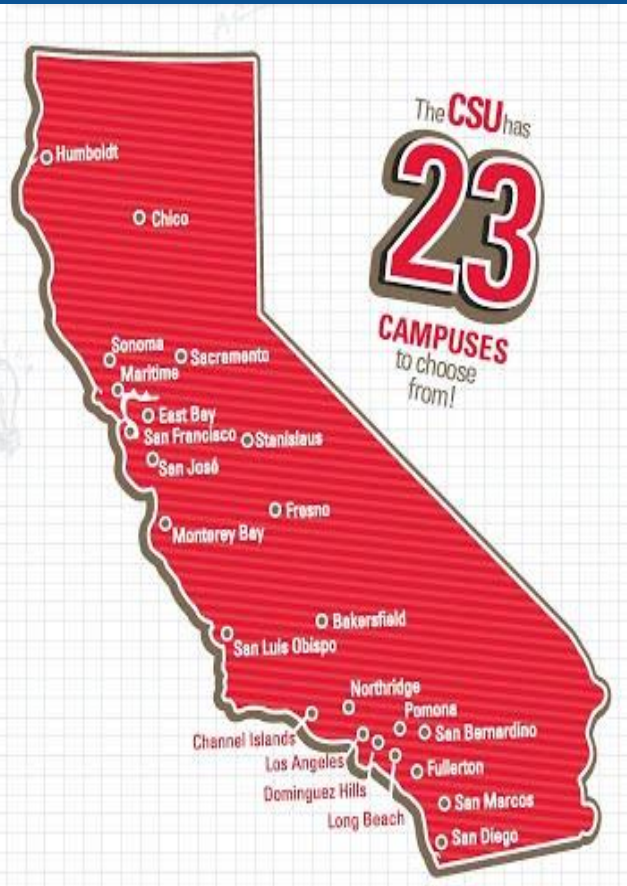 The CSU has
23
CAMPUSES
to choose
from!
Humboldt
Chico
Sonoma
Sacramento
Maritime
East Bay
San Francisco
Stanislaus
San José
Fresno
Monterey Bay
Bakersfield
San Luis Obispo
Northridge
Pomona
San Bernardino
Channel Islands
Los Angeles
Fullerton
Dominguez Hills
San Marcos
Long Beach
San Diego